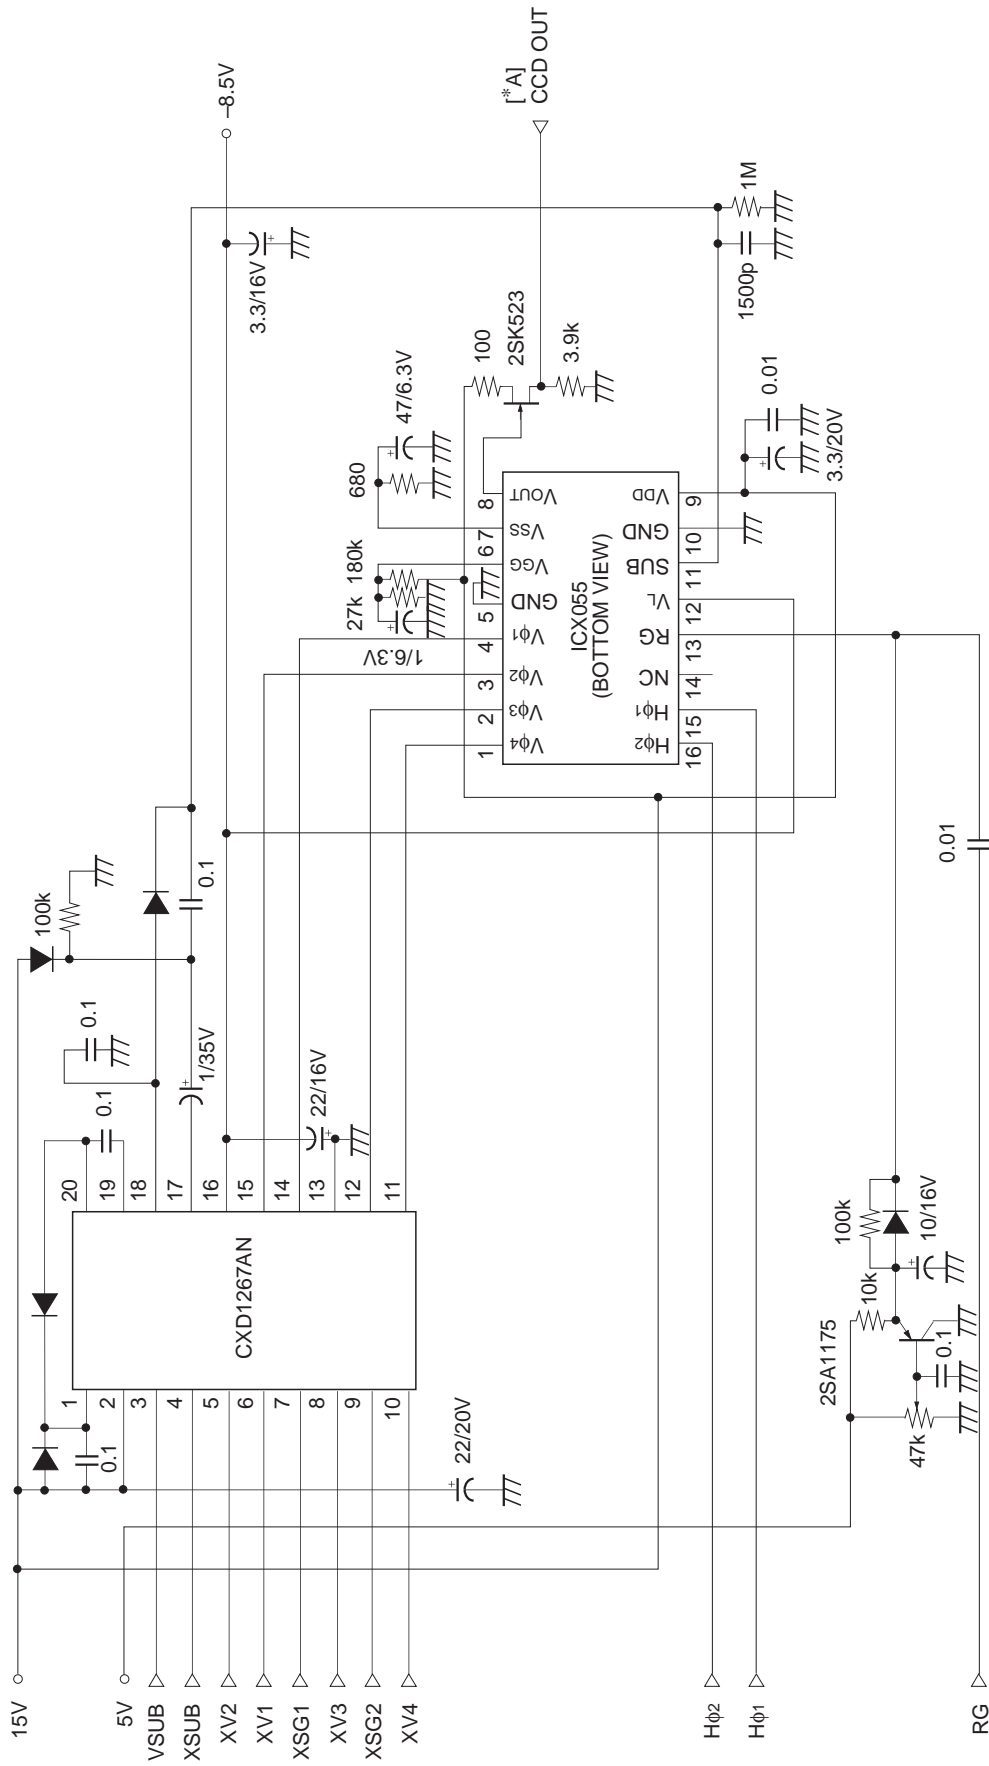 15V
5V
VSUB
XSUB
XV2
XV1
XSG1
XV3
XSG2
XV4
Hϕ2
Hϕ1
RG
22/20V
0.1
1
2
3
4
5
6
7
8
9
10
CXD1267AN
20
19
18
17
16
15
14
13
12
11
0.1
0.1
1/35V
22/16V
100k
0.1
–8.5V
3.3/16V
[*A]
CCD OUT
27k
180k
1/6.3V
680
47/6.3V
100
2SK523
3.9k
1
2
3
4
5
6
7
8
Vϕ4
Vϕ3
Vϕ2
Vϕ1
GND
VGG
VSS
VOUT
ICX055
(BOTTOM VIEW)
Hϕ2
Hϕ1
NC
RG
VL
SUB
GND
VDD
16
15
14
13
12
11
10
9
1500p
1M
0.01
3.3/20V
47k
0.1
2SA1175
10k
100k
10/16V
0.01